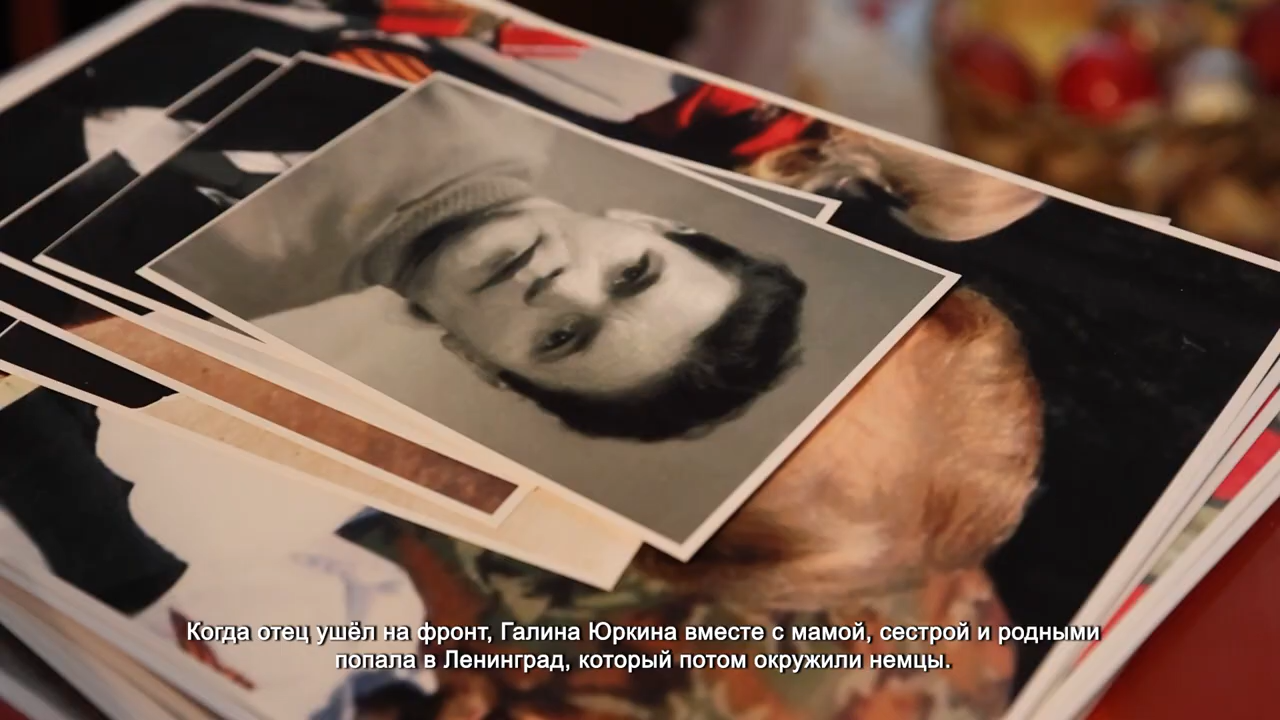 Когда отец ушёл на фронт, Галина Юркина вместе с мамой, сестрой и родными
попала в Ленинград, который потом окружили немцы.